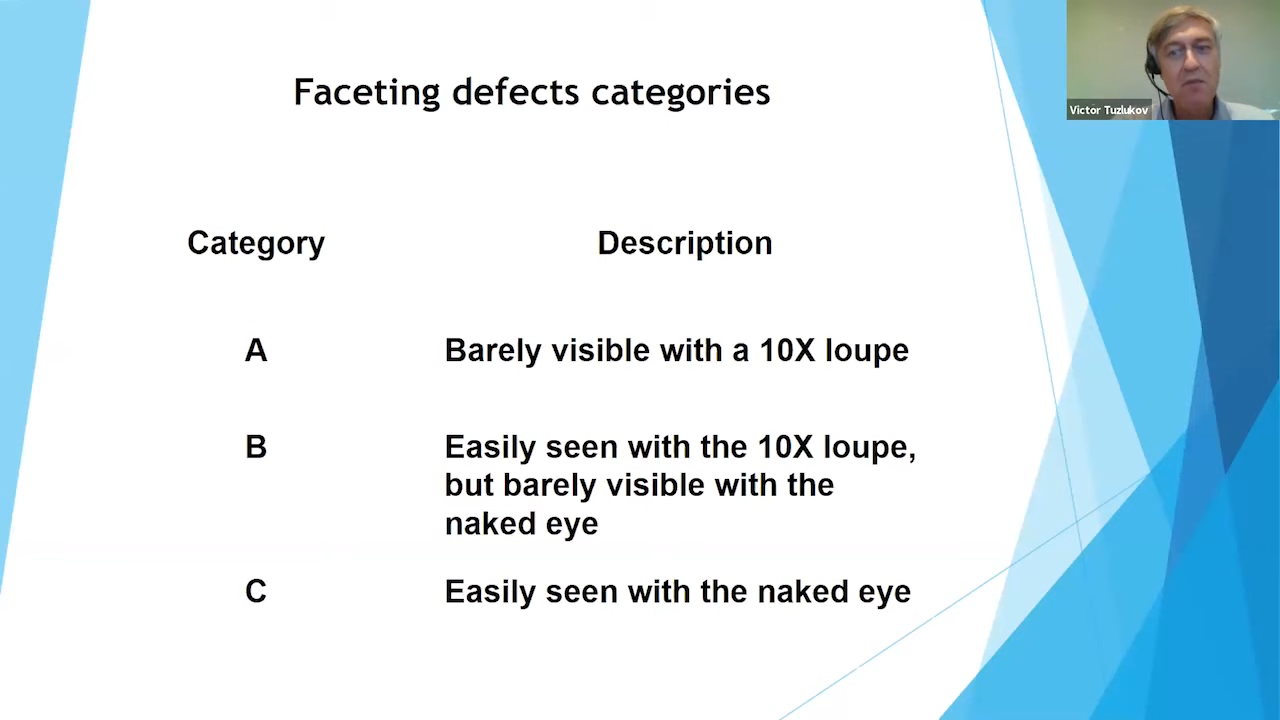 Faceting defects categories
Victor Tuzlukov
Category Description
A Barely visible with a 10X loupe
B Easily seen with the 10X loupe,
but barely visible with the
naked eye
C Easily seen with the naked eye